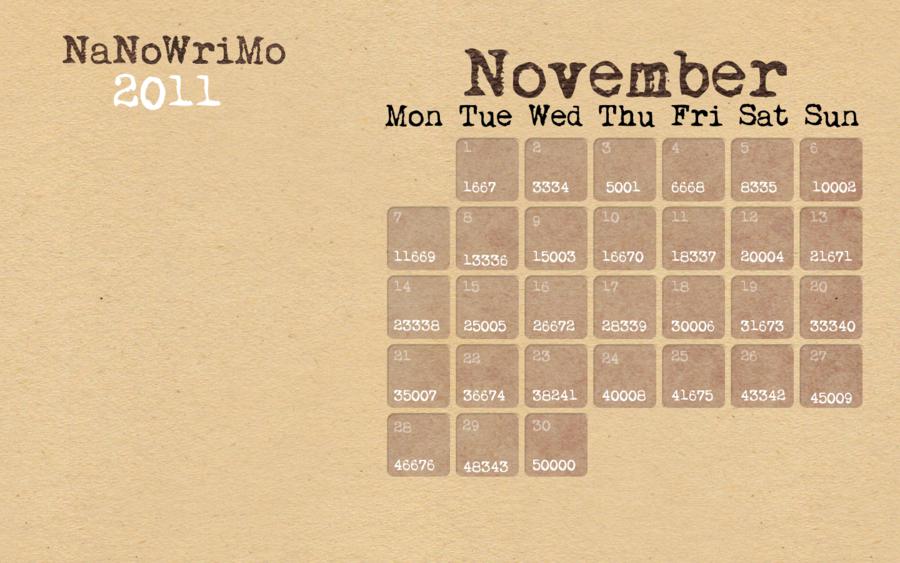 NaNoWriMo
2011
November
Mon Tue Wed Thu Fri Sat Sun
1 2 3 4 5 6
1667 3334 5001 6668 8335 10002
7 8 9 10 11 12 13
11669 13336 15003 16670 18337 20004 21671
14 15 16 17 18 19 20
23338 25005 26672 28339 30006 31673 33340
21 22 23 24 25 26 27
35007 36674 38241 40008 41675 43342 45009
28 29 30
46676 48343 50000